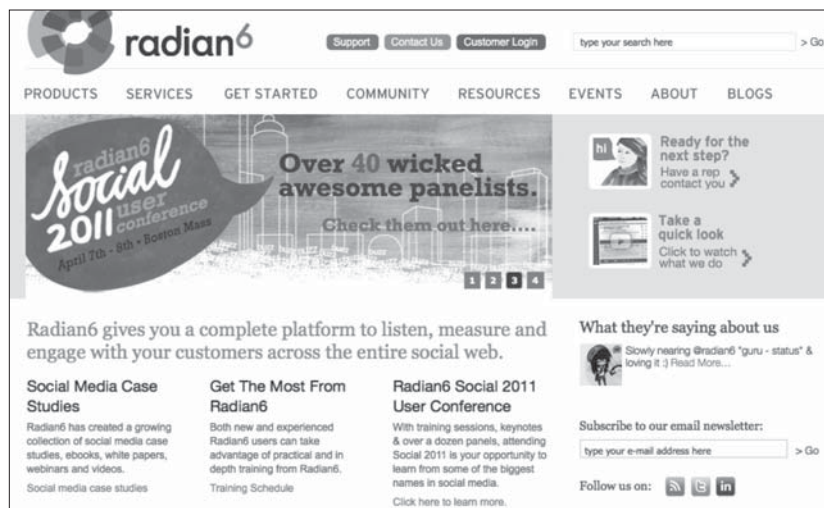 radian6
Support Contact Us Customer Login type your search here > Go
PRODUCTS SERVICES GET STARTED COMMUNITY RESOURCES EVENTS ABOUT BLOGS
radian6
Social
2011 user
conference
April 7th - 8th • Boston Mass
Over 40 wicked
awesome panelists.
Check them out here....
1 2 3 4
hi
Ready for the
next step?
Have a rep
contact you
Take a
quick look
Click to watch
what we do
Radian6 gives you a complete platform to listen, measure and
engage with your customers across the entire social web.
Social Media Case
Studies
Radian6 has created a growing
collection of social media case
studies, ebooks, white papers,
webinars and videos.
Social media case studies
Get The Most From
Radian6
Both new and experienced
Radian6 users can take
advantage of practical and in
depth training from Radian6.
Training Schedule
Radian6 Social 2011
User Conference
With training sessions, keynotes
& over a dozen panels, attending
Social 2011 is your opportunity to
learn from some of the biggest
names in social media.
Click here to learn more.
What they're saying about us
Slowly nearing @radian6 "guru - status" &
loving it :) Read More...
Subscribe to our email newsletter:
type your e-mail address here > Go
Follow us on: t in